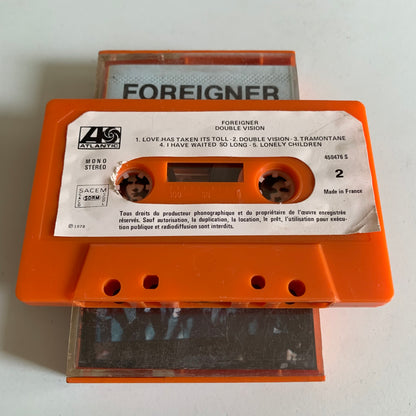 FOREIGNER
ATLANTIC
FOREIGNER
DOUBLE VISION
1. LOVE HAS TAKEN ITS TOLL - 2. DOUBLE VISION - 3. TRAMONTANE
4. I HAVE WAITED SO LONG - 5. LONELY CHILDREN
MONO
STEREO
450476 S
2
Made in France
SACEM
SDRM
100
50
0
Tous droits du producteur phonographique et du propriétaire de l'œuvre enregistrée
réservés. Sauf autorisation, la duplication, la location, le prêt, l'utilisation pour exécu-
tion publique et radiodiffusion sont interdits.
℗ 1978